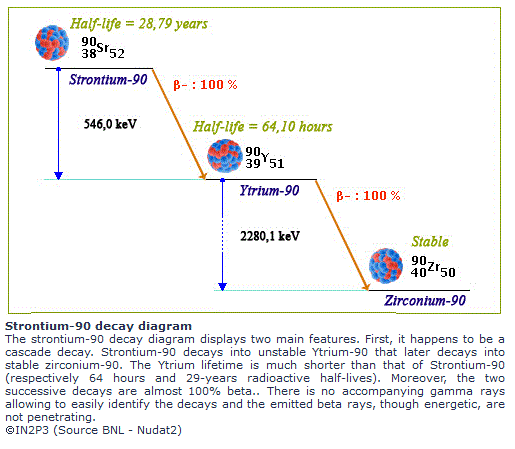 Half-life = 28,79 years
90
38Sr52
Strontium-90
β- : 100 %
546,0 keV
Half-life = 64,10 hours
90
39Y51
Ytrium-90
β- : 100 %
2280,1 keV
Stable
90
40Zr50
Zirconium-90
Strontium-90 decay diagram
The strontium-90 decay diagram displays two main features. First, it happens to be a
cascade decay. Strontium-90 decays into unstable Ytrium-90 that later decays into
stable zirconium-90. The Ytrium lifetime is much shorter than that of Strontium-90
(respectively 64 hours and 29-years radioactive half-lives). Moreover, the two
successive decays are almost 100% beta.. There is no accompanying gamma rays
allowing to easily identify the decays and the emitted beta rays, though energetic, are
not penetrating.
©IN2P3 (Source BNL - Nudat2)